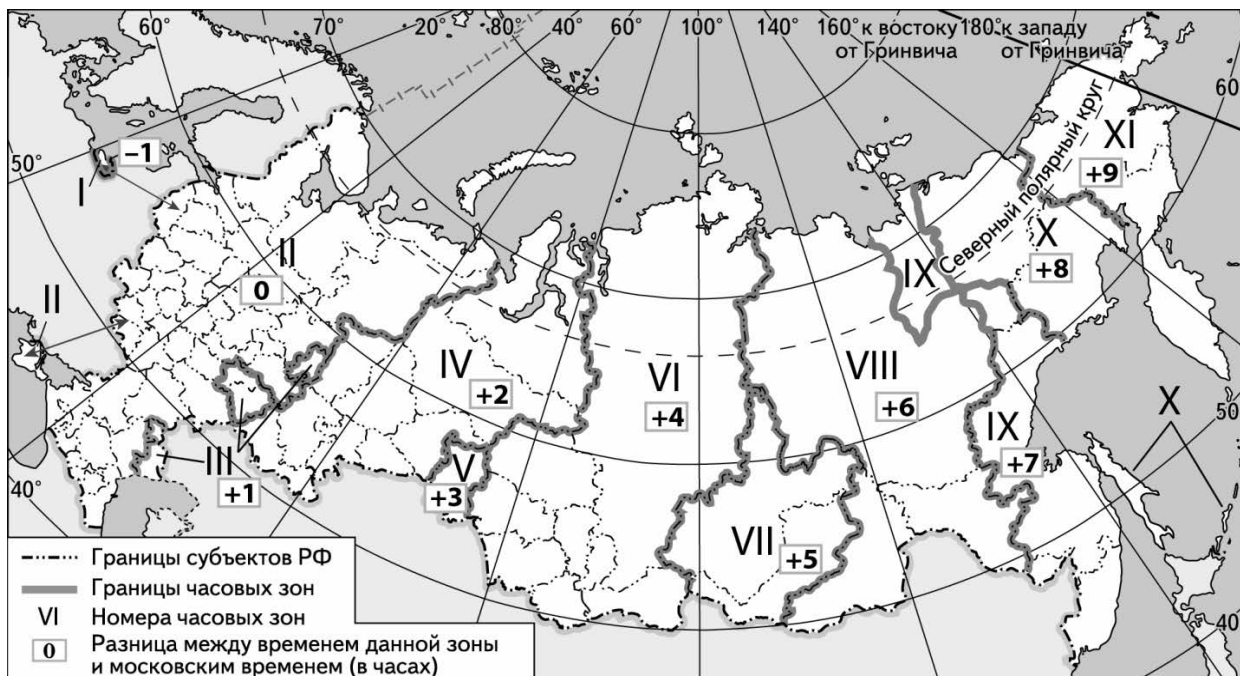 60° 70° 20° 80° 40° 60° 80° 100° 120° 140° 160° к востоку 180° к западу
от Гринвича от Гринвича
60°
50°
−1
I
II
0
II
40°
III
+1
IV
+2
V
+3
VI
+4
VII
+5
VIII
+6
IX
IX
+7
Северный полярный круг
X
+8
XI
+9
X
50°
40°
Границы субъектов РФ
Границы часовых зон
VI Номера часовых зон
0 Разница между временем данной зоны
и московским временем (в часах)